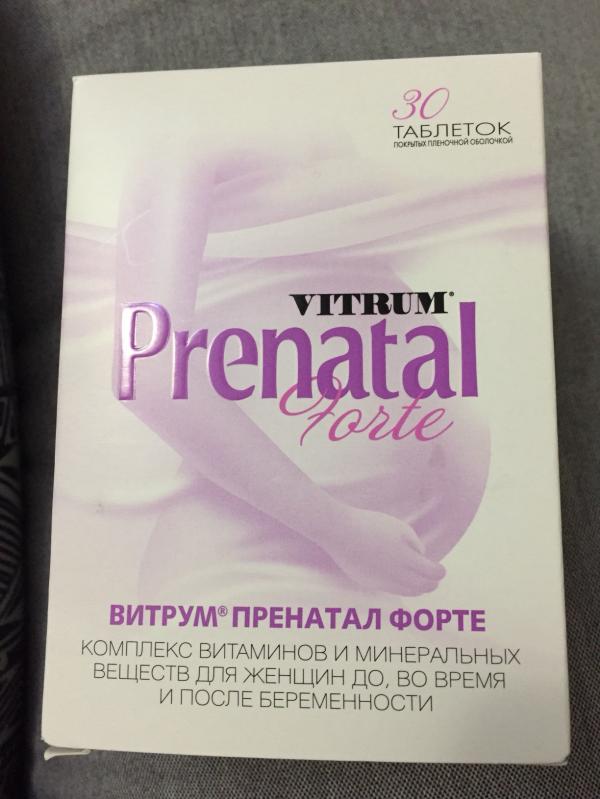 30
ТАБЛЕТОК
ПОКРЫТЫХ ПЛЕНОЧНОЙ ОБОЛОЧКОЙ
VITRUM®
Prenatal
Forte
ВИТРУМ® ПРЕНАТАЛ ФОРТЕ
КОМПЛЕКС ВИТАМИНОВ И МИНЕРАЛЬНЫХ
ВЕЩЕСТВ ДЛЯ ЖЕНЩИН ДО, ВО ВРЕМЯ
И ПОСЛЕ БЕРЕМЕННОСТИ